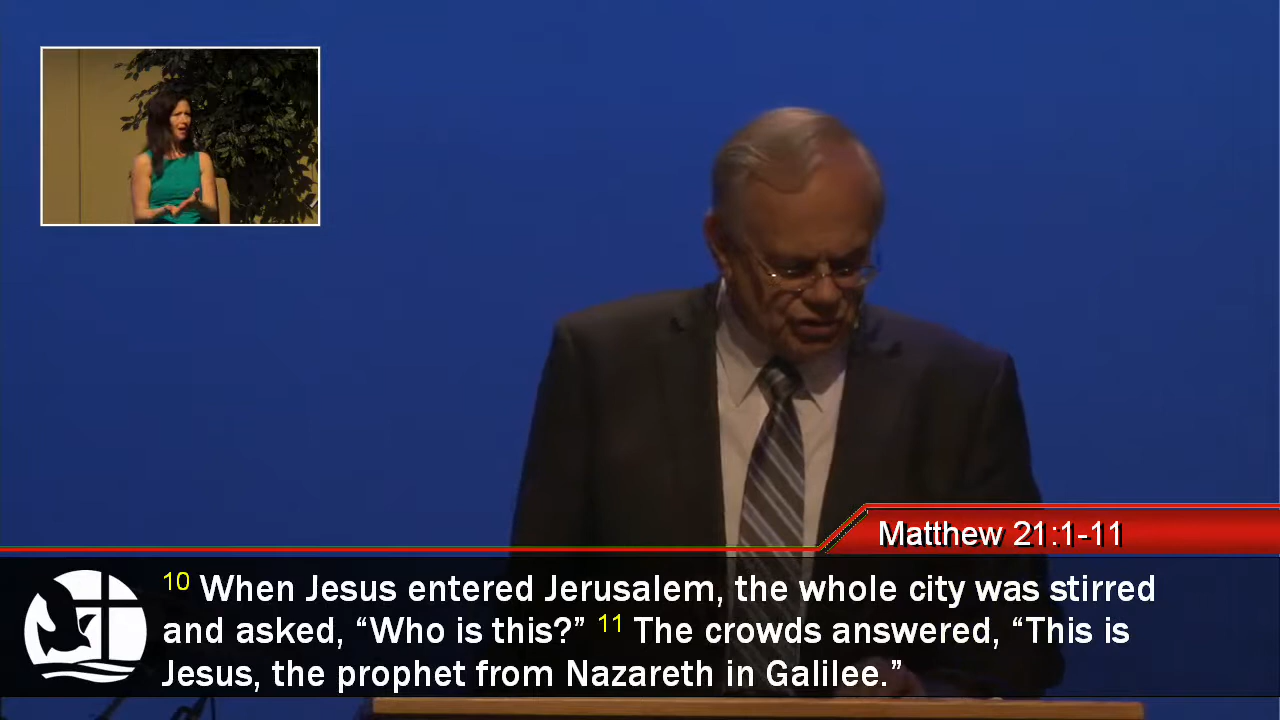 Matthew 21:1-11
10 When Jesus entered Jerusalem, the whole city was stirred
and asked, “Who is this?” 11 The crowds answered, “This is
Jesus, the prophet from Nazareth in Galilee.”